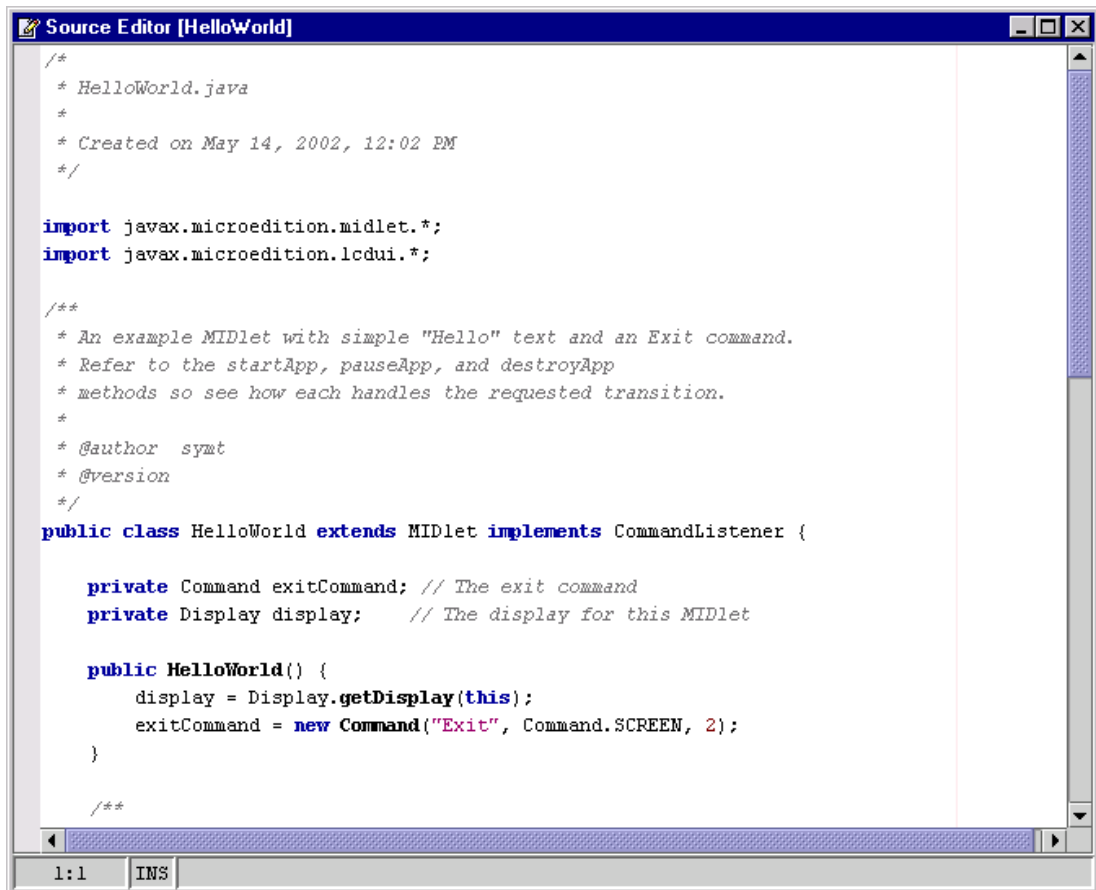 Source Editor [HelloWorld]
/*
 * HelloWorld.java
 *
 * Created on May 14, 2002, 12:02 PM
 */

import javax.microedition.midlet.*;
import javax.microedition.lcdui.*;

/**
 * An example MIDlet with simple "Hello" text and an Exit command.
 * Refer to the startApp, pauseApp, and destroyApp
 * methods so see how each handles the requested transition.
 *
 * @author  symt
 * @version
 */
public class HelloWorld extends MIDlet implements CommandListener {

    private Command exitCommand; // The exit command
    private Display display;    // The display for this MIDlet

    public HelloWorld() {
        display = Display.getDisplay(this);
        exitCommand = new Command("Exit", Command.SCREEN, 2);
    }

    /**
1:1 INS